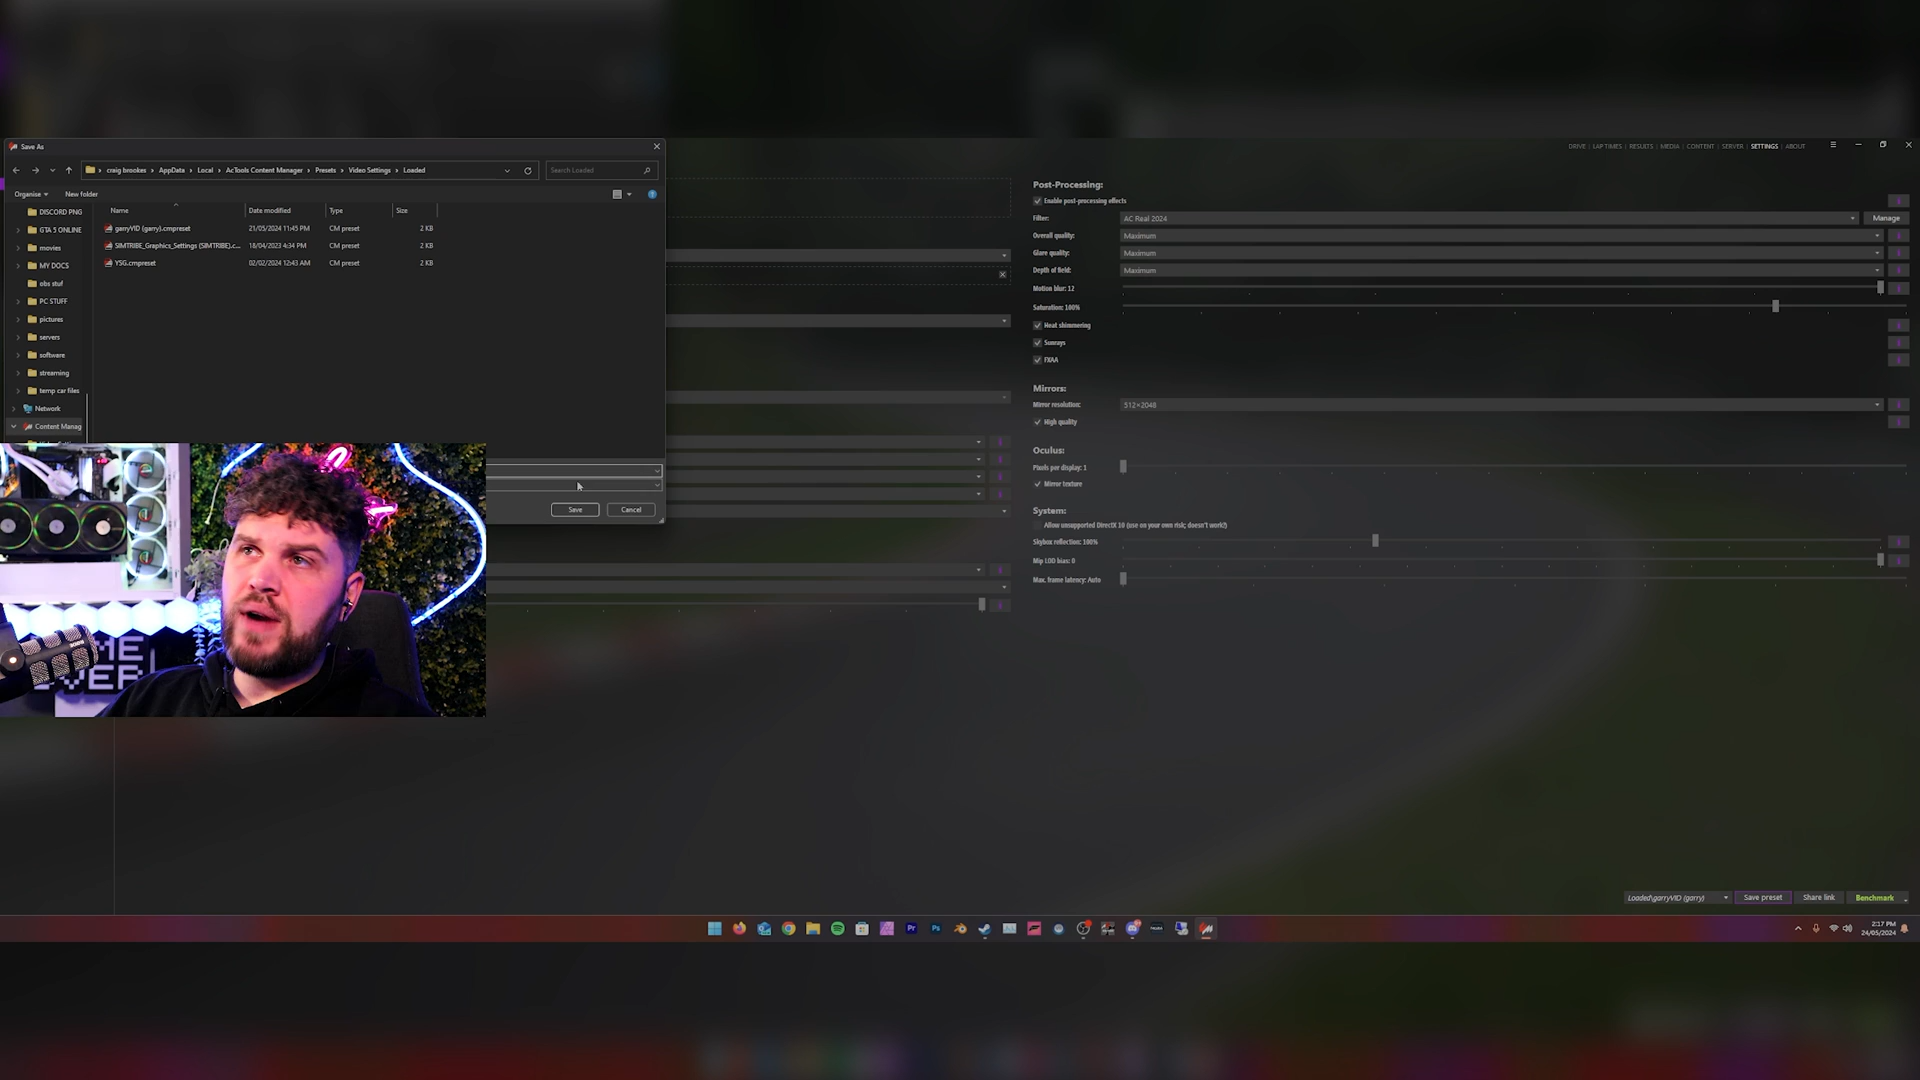 Save As
craig brookes > AppData > Local > AcTools Content Manager > Presets > Video Settings > Loaded
Search Loaded
Organise
New folder
Name
Date modified
Type
Size
DISCORD PNG
GTA 5 ONLINE
movies
MY DOCS
obs stuf
PC STUFF
pictures
servers
software
streaming
temp car files
Network
Content Manag
garryVID (garry).cmpreset 21/05/2024 11:45 PM CM preset 2 KB
SIMTRIBE_Graphics_Settings (SIMTRIBE).c... 18/04/2023 4:34 PM CM preset 2 KB
YSG.cmpreset 02/02/2024 12:43 AM CM preset 2 KB
Save
Cancel
DRIVE | LAP TIMES | RESULTS | MEDIA | CONTENT | SERVER | SETTINGS | ABOUT
Post-Processing:
Enable post-processing effects
Filter: AC Real 2024 Manage
Overall quality: Maximum
Glare quality: Maximum
Depth of field: Maximum
Motion blur: 12
Saturation: 100%
Heat shimmering
Sunrays
FXAA
Mirrors:
Mirror resolution: 512×2048
High quality
Oculus:
Pixels per display: 1
Mirror texture
System:
Allow unsupported DirectX 10 (use on your own risk; doesn't work?)
Skybox reflection: 100%
Mip LOD bias: 0
Max. frame latency: Auto
Loaded\garryVID (garry)
Save preset
Share link
Benchmark
Pr
Ps
2:17 PM
24/05/2024